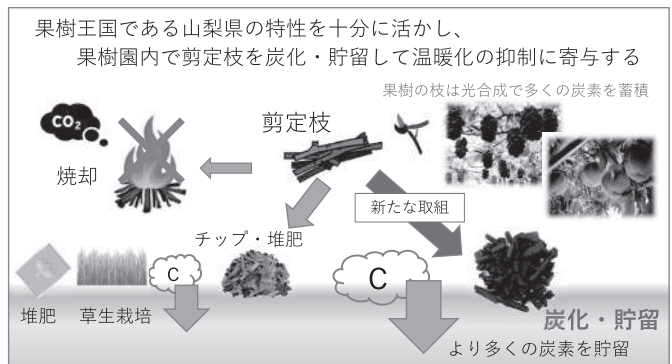 果樹王国である山梨県の特性を十分に活かし、
果樹園内で剪定枝を炭化・貯留して温暖化の抑制に寄与する
果樹の枝は光合成で多くの炭素を蓄積
CO₂
剪定枝
焼却
新たな取組
チップ・堆肥
C
C
堆肥
草生栽培
炭化・貯留
より多くの炭素を貯留